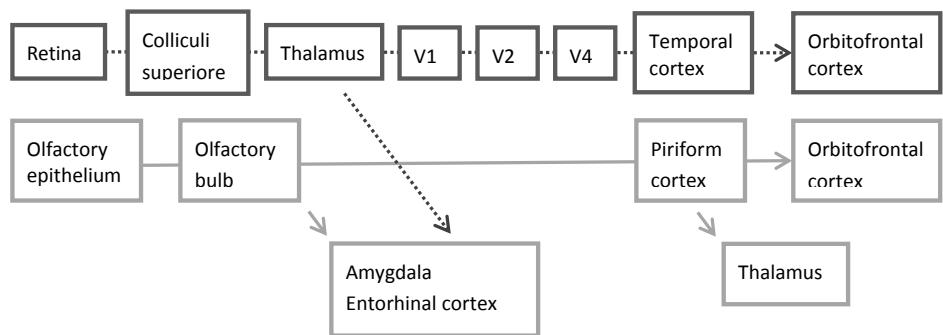 Retina
Colliculi
superiore
Thalamus
V1
V2
V4
Temporal
cortex
Orbitofrontal
cortex
Olfactory
epithelium
Olfactory
bulb
Piriform
cortex
Orbitofrontal
cortex
Amygdala
Entorhinal cortex
Thalamus